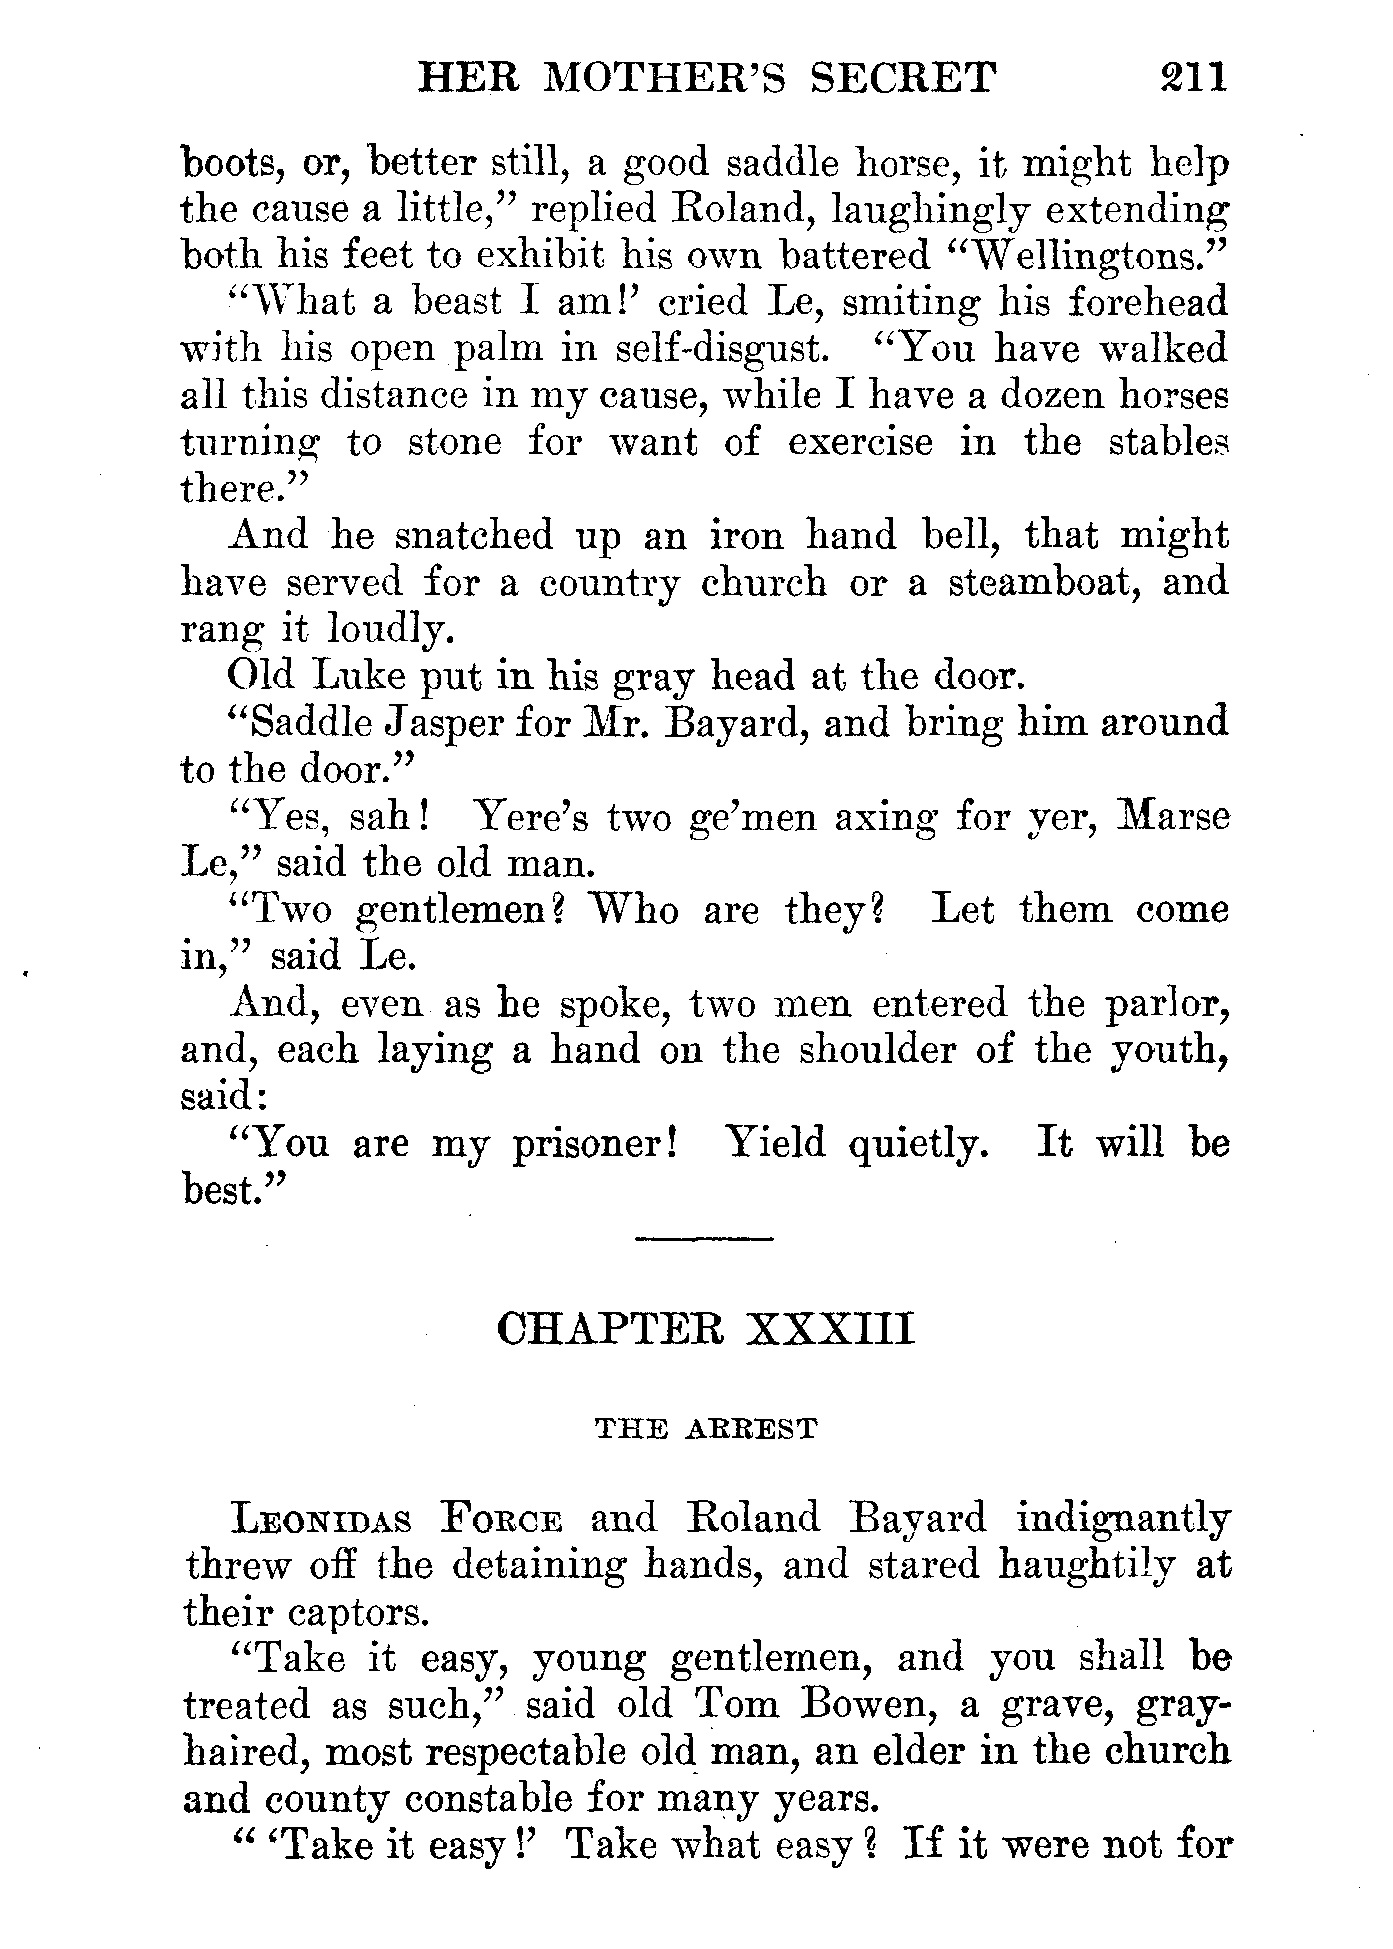 HER MOTHER'S SECRET 211
boots, or, better still, a good saddle horse, it might help
the cause a little,” replied Roland, laughingly extending
both his feet to exhibit his own battered “Wellingtons.”
“What a beast I am!’ cried Le, smiting his forehead
with his open palm in self-disgust. “You have walked
all this distance in my cause, while I have a dozen horses
turning to stone for want of exercise in the stables
there.”
And he snatched up an iron hand bell, that might
have served for a country church or a steamboat, and
rang it loudly.
Old Luke put in his gray head at the door.
“Saddle Jasper for Mr. Bayard, and bring him around
to the door.”
“Yes, sah! Yere’s two ge’men axing for yer, Marse
Le,” said the old man.
“Two gentlemen? Who are they? Let them come
in,” said Le.
And, even as he spoke, two men entered the parlor,
and, each laying a hand on the shoulder of the youth,
said:
“You are my prisoner! Yield quietly. It will be
best.”
CHAPTER XXXIII
THE ARREST
LEONIDAS FORCE and Roland Bayard indignantly
threw off the detaining hands, and stared haughtily at
their captors.
“Take it easy, young gentlemen, and you shall be
treated as such,” said old Tom Bowen, a grave, gray-
haired, most respectable old man, an elder in the church
and county constable for many years.
“ ‘Take it easy!’ Take what easy? If it were not for